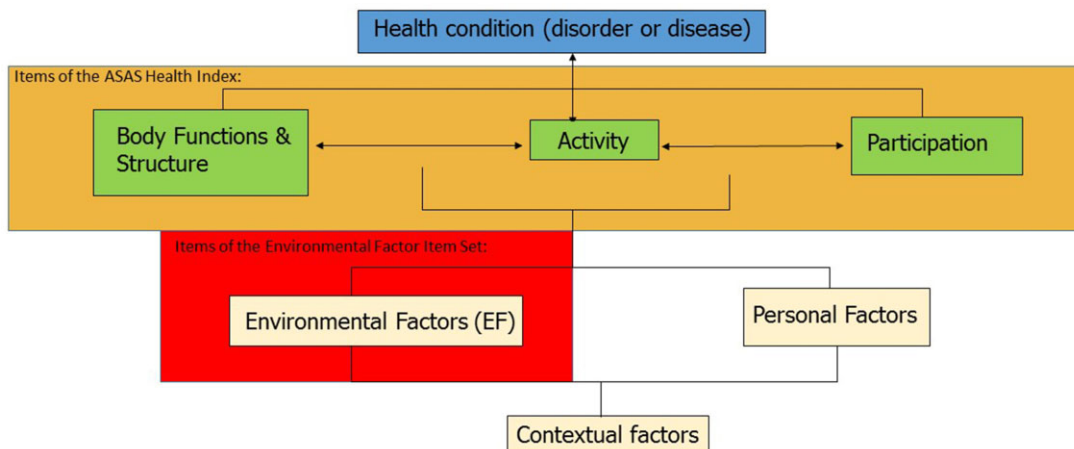 Health condition (disorder or disease)
Items of the ASAS Health Index:
Body Functions &
Structure
Activity
Participation
Items of the Environmental Factor Item Set:
Environmental Factors (EF)
Personal Factors
Contextual factors